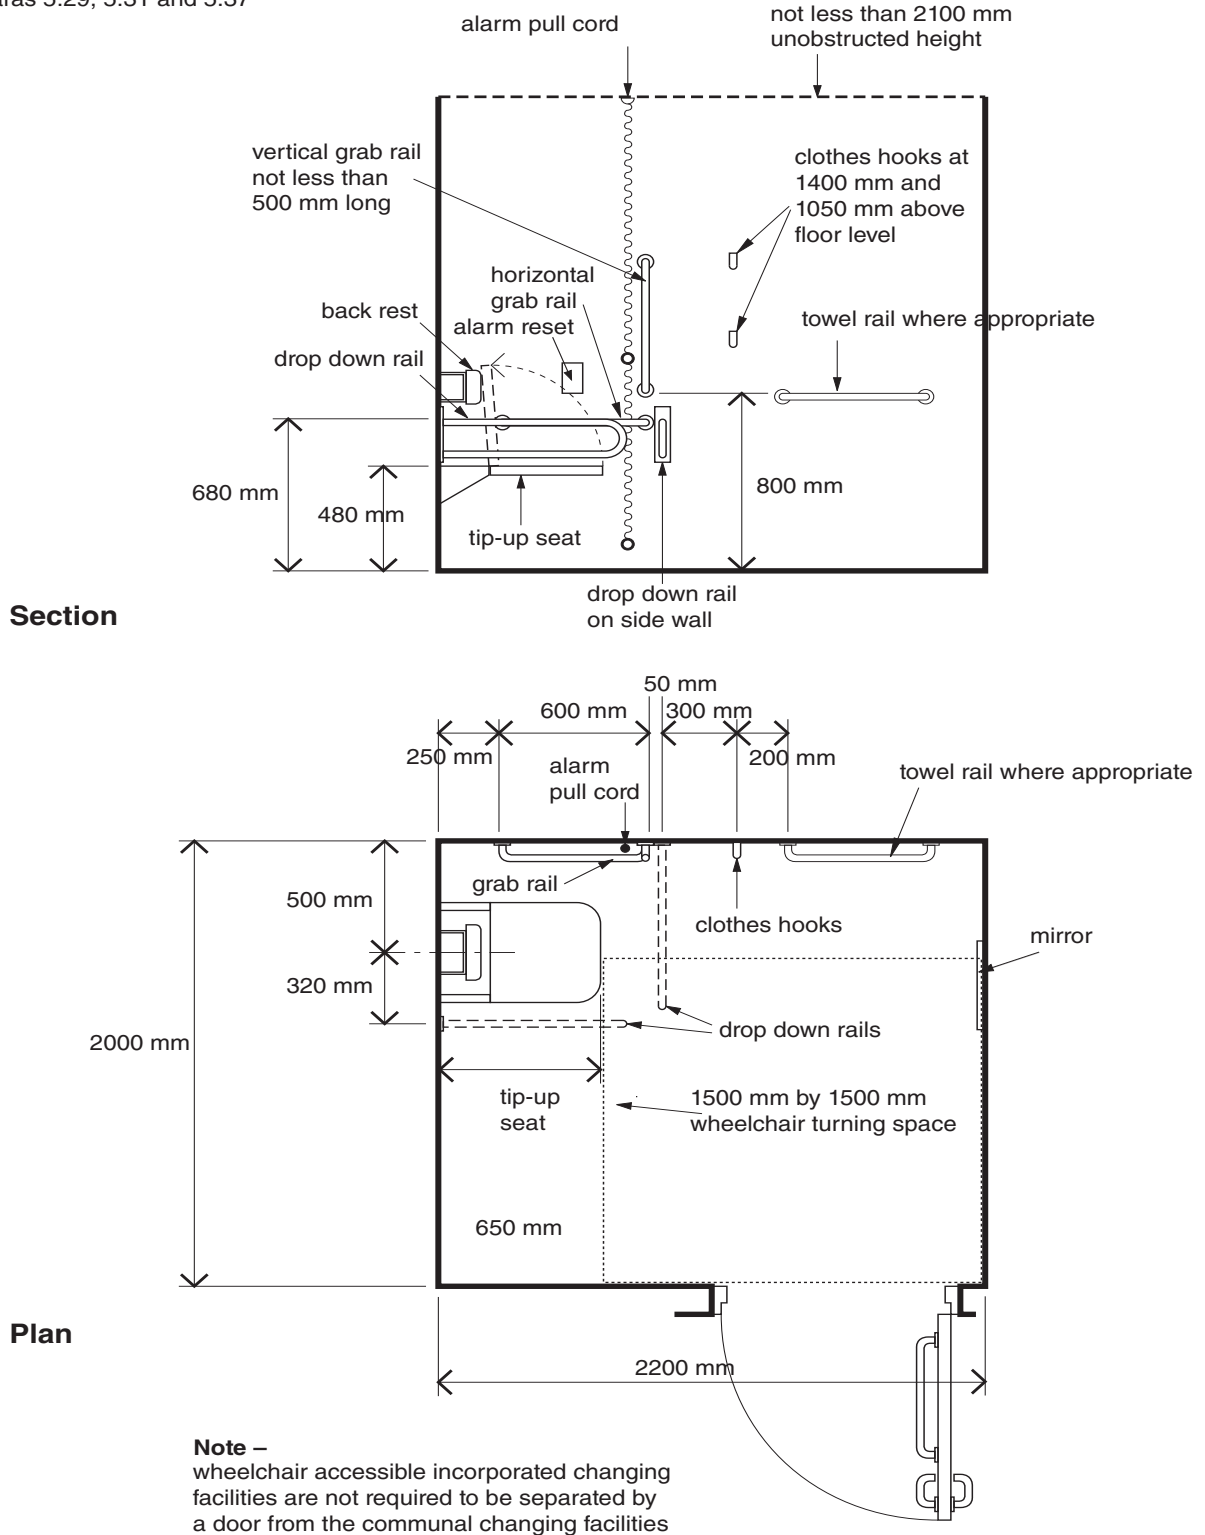 5.29, 5.31 and 5.37
alarm pull cord
not less than 2100 mm
unobstructed height
vertical grab rail
not less than
500 mm long
clothes hooks at
1400 mm and
1050 mm above
floor level
horizontal
grab rail
back rest
alarm reset
towel rail where appropriate
drop down rail
680 mm
480 mm
800 mm
tip-up seat
drop down rail
on side wall
Section
50 mm
600 mm
300 mm
250 mm
200 mm
alarm
pull cord
towel rail where appropriate
grab rail
500 mm
clothes hooks
mirror
320 mm
drop down rails
2000 mm
tip-up
seat
1500 mm by 1500 mm
wheelchair turning space
650 mm
Plan
2200 mm
Note –
wheelchair accessible incorporated changing
facilities are not required to be separated by
a door from the communal changing facilities